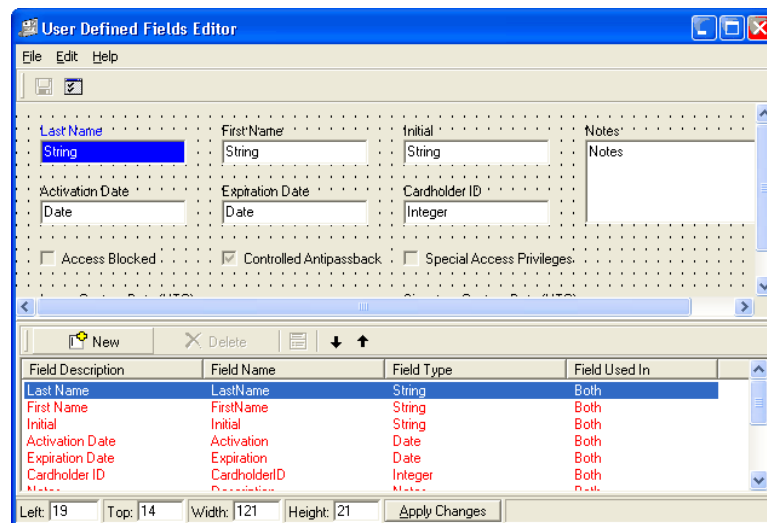 User Defined Fields Editor
File Edit Help
Last Name First Name Initial Notes
String String String Notes
Activation Date Expiration Date Cardholder ID
Date Date Integer
Access Blocked Controlled Antipassback Special Access Privileges
New Delete
Field Description Field Name Field Type Field Used In
Last Name LastName String Both
First Name FirstName String Both
Initial Initial String Both
Activation Date Activation Date Both
Expiration Date Expiration Date Both
Cardholder ID CardholderID Integer Both
Notes Description Notes Both
Left: 19 Top: 14 Width: 121 Height: 21 Apply Changes